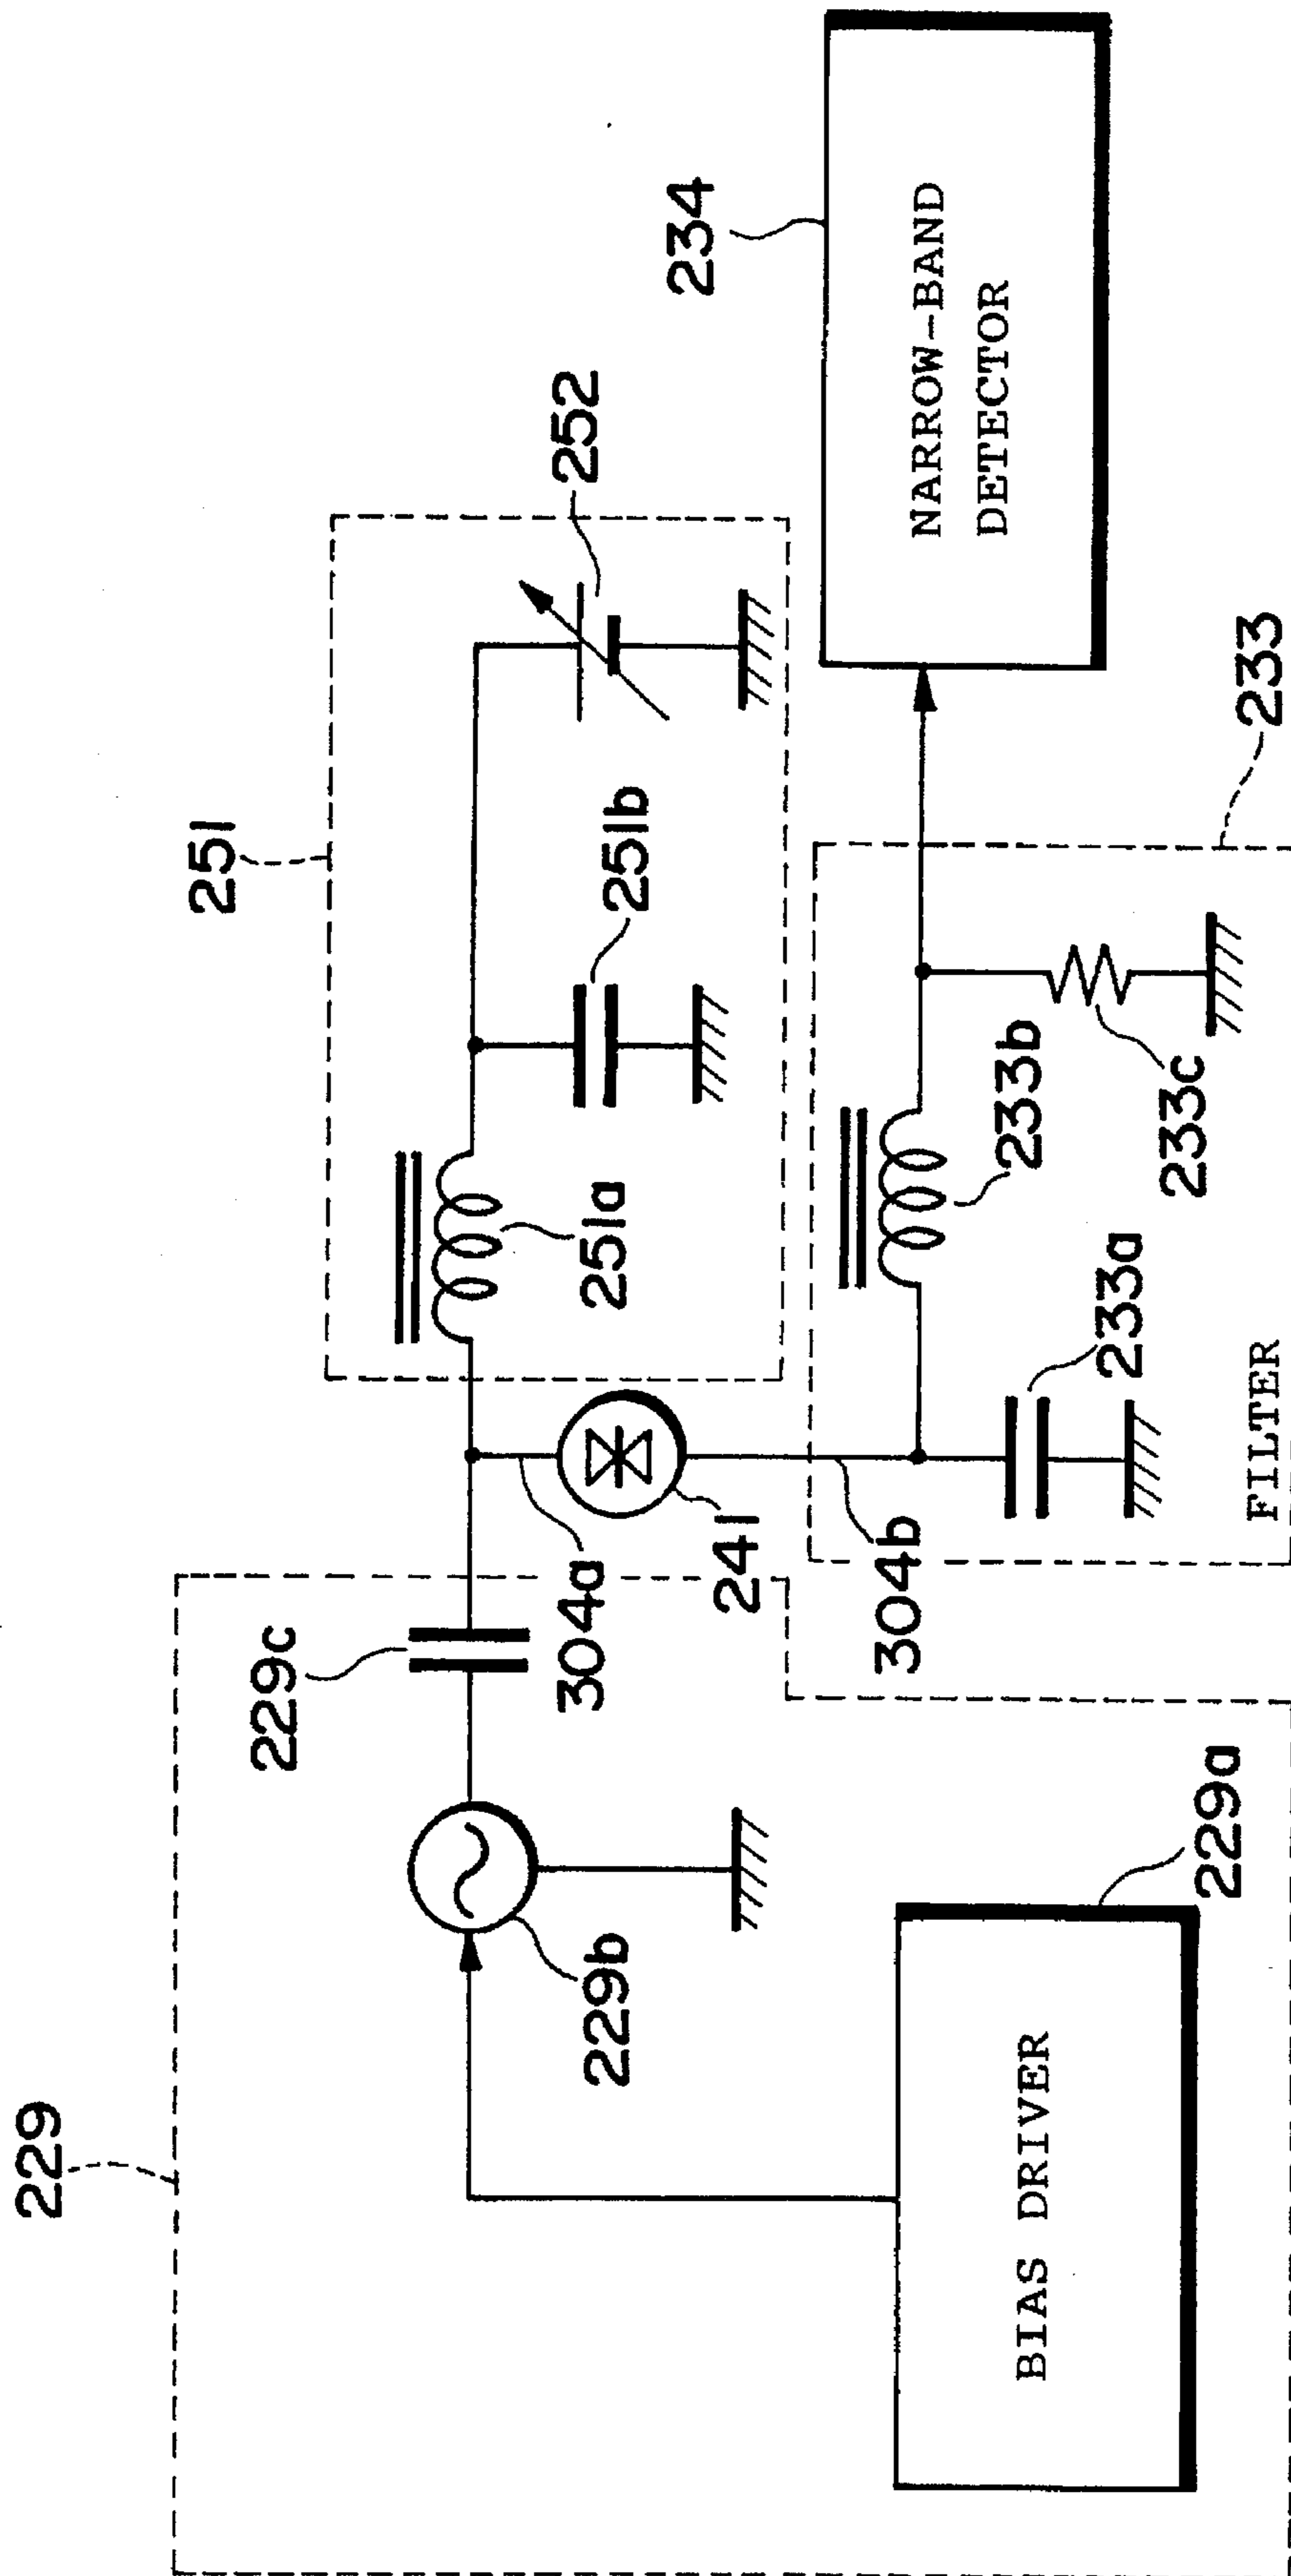 229
229c
304a
229b
BIAS DRIVER
229a
251
252
251a
251b
241
304b
234
NARROW-BAND
DETECTOR
233
233b
233c
233a
FILTER